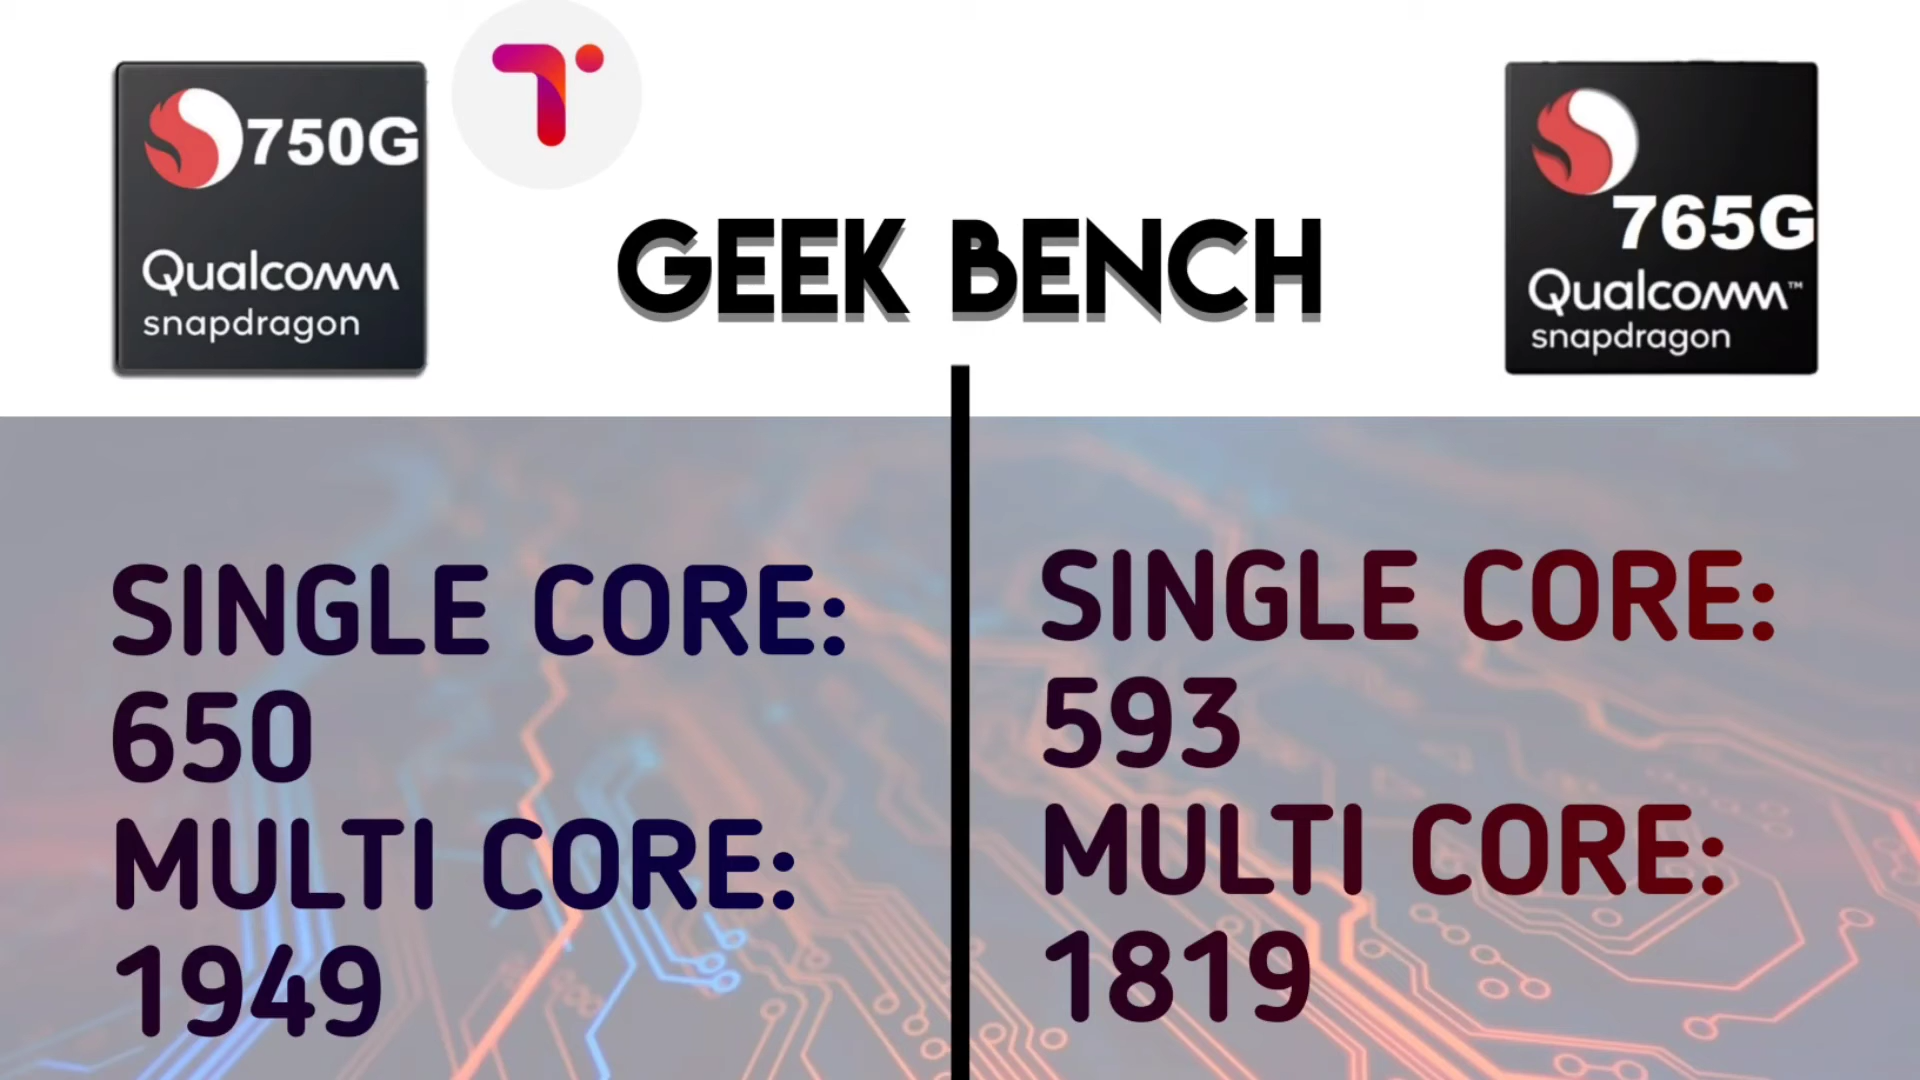 750G
Qualcomm
snapdragon
GEEK BENCH
765G
Qualcomm™
snapdragon
SINGLE CORE:
650
MULTI CORE:
1949
SINGLE CORE:
593
MULTI CORE:
1819